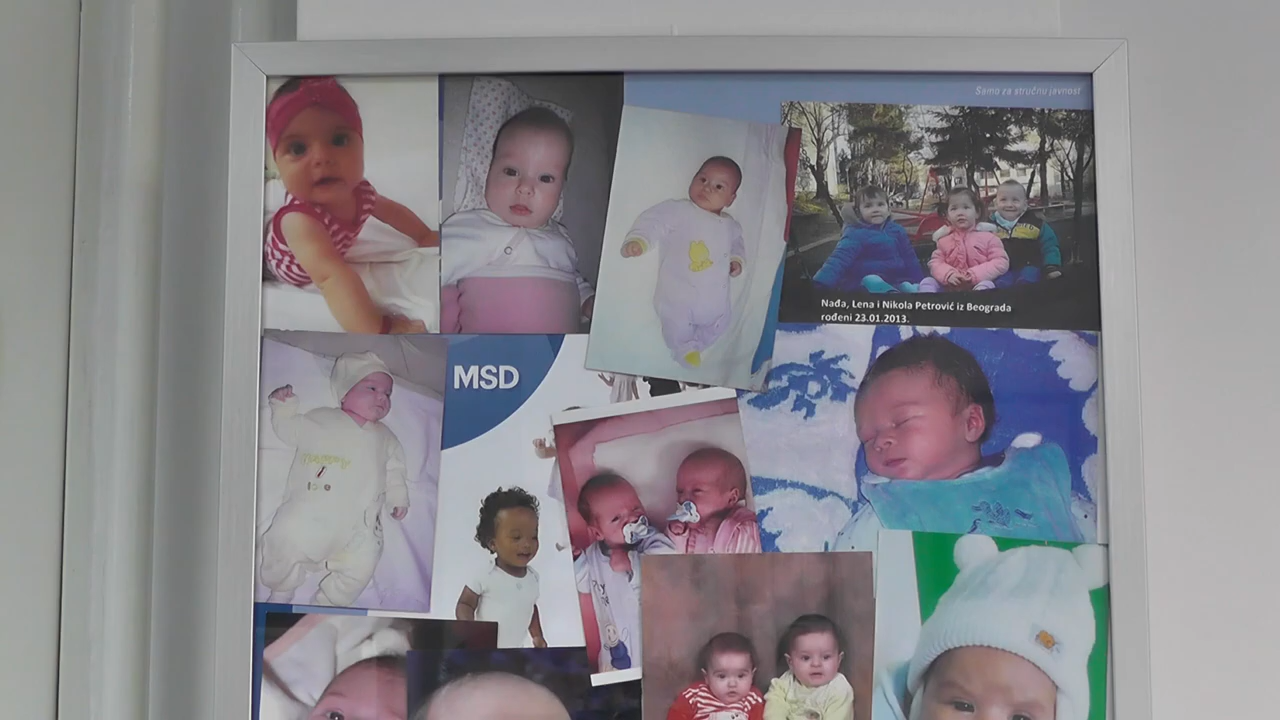 Samo za stručnu javnost
Nađa, Lena i Nikola Petrović iz Beograda
rođeni 23.01.2013.
MSD